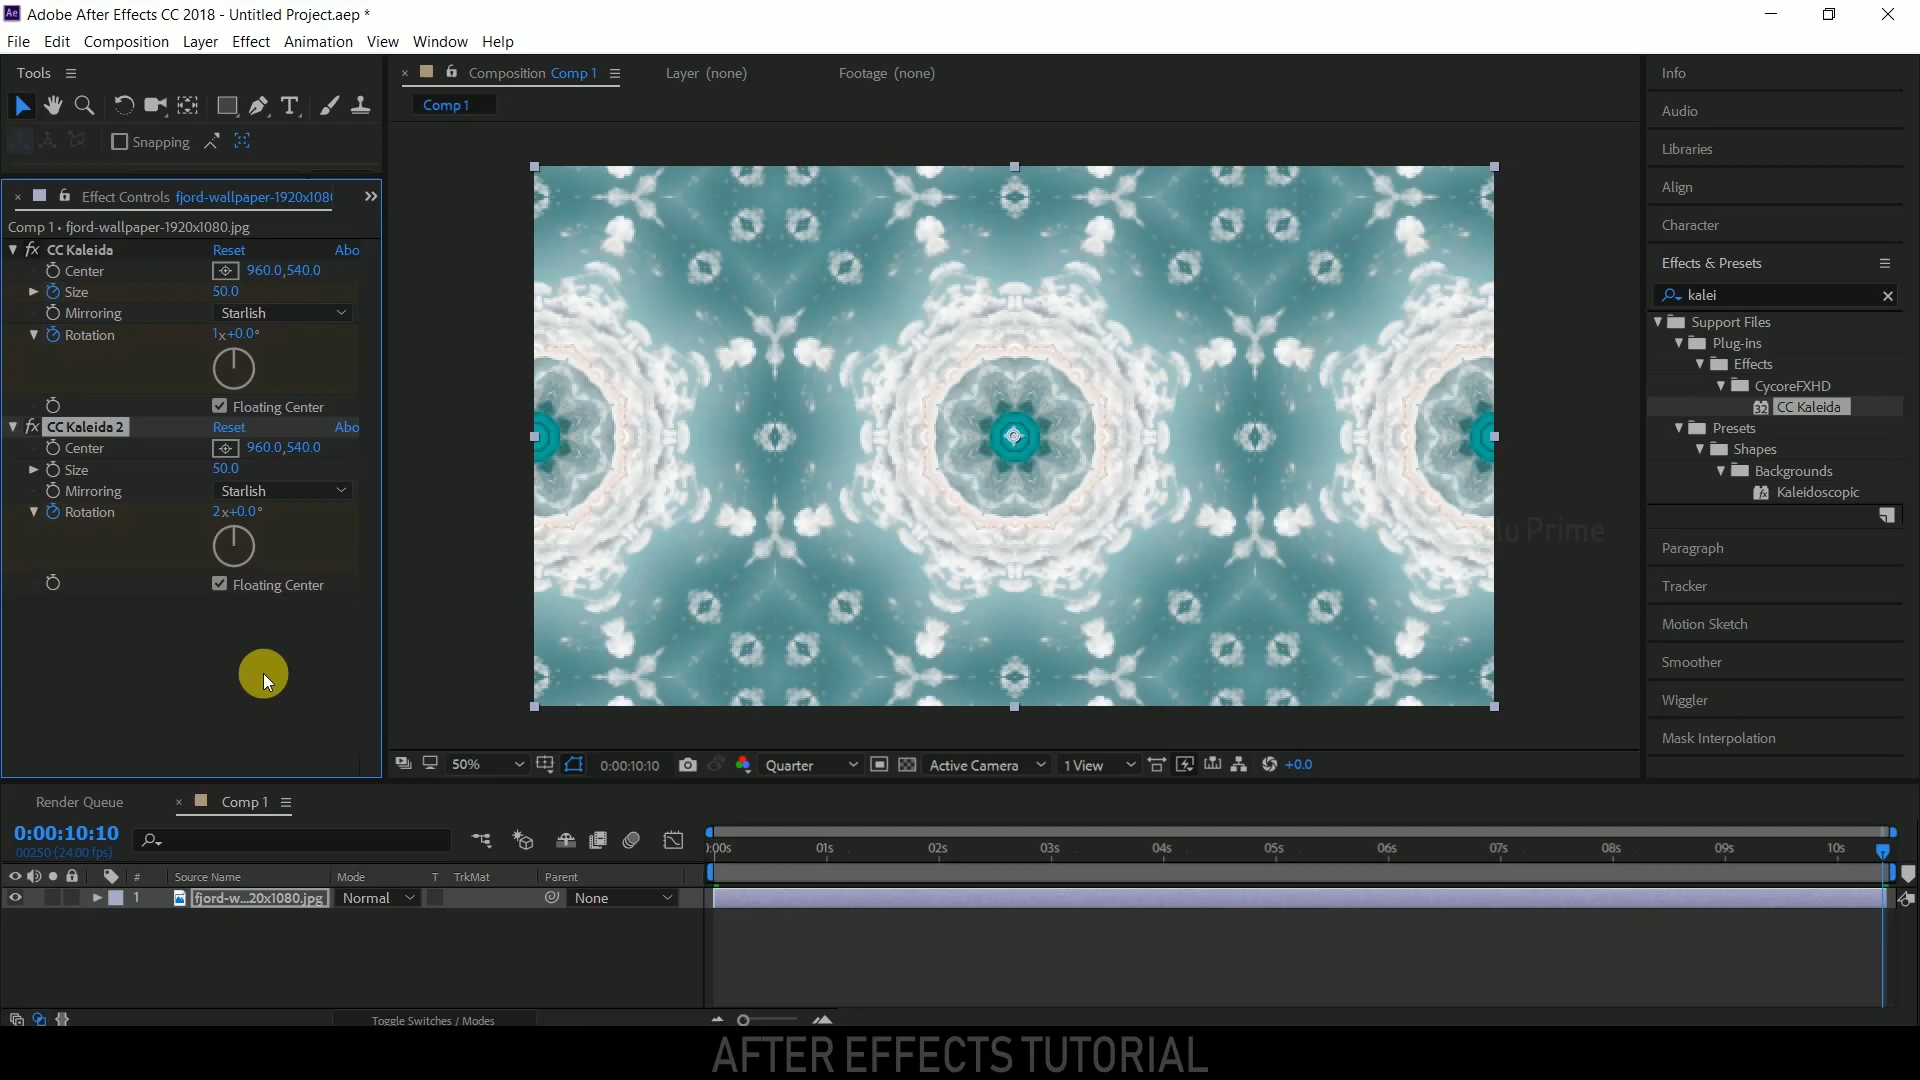 Ae Adobe After Effects CC 2018 - Untitled Project.aep *
File Edit Composition Layer Effect Animation View Window Help
Tools
Snapping
Effect Controls fjord-wallpaper-1920x108
Comp 1 • fjord-wallpaper-1920x1080.jpg
fx CC Kaleida Reset Abo
Center 960.0,540.0
Size 50.0
Mirroring Starlish
Rotation 1x+0.0°
Floating Center
fx CC Kaleida 2 Reset Abo
Center 960.0,540.0
Size 50.0
Mirroring Starlish
Rotation 2x+0.0°
Floating Center
Composition Comp 1 Layer (none) Footage (none)
Comp 1
lu Prime
50% 0:00:10:10 Quarter Active Camera 1 View +0.0
Info
Audio
Libraries
Align
Character
Effects & Presets
kalei
Support Files
Plug-ins
Effects
CycoreFXHD
32 CC Kaleida
Presets
Shapes
Backgrounds
Kaleidoscopic
Paragraph
Tracker
Motion Sketch
Smoother
Wiggler
Mask Interpolation
Render Queue Comp 1
0:00:10:10
00250 (24.00 fps)
:00s 01s 02s 03s 04s 05s 06s 07s 08s 09s 10s
# Source Name Mode T TrkMat Parent
1 fjord-w...20x1080.jpg Normal None
Toggle Switches / Modes
AFTER EFFECTS TUTORIAL